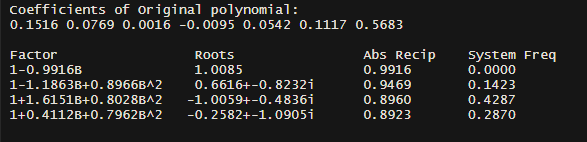 Coefficients of Original polynomial:
0.1516 0.0769 0.0016 -0.0095 0.0542 0.1117 0.5683
Factor Roots Abs Recip System Freq
1-0.9916B 1.0085 0.9916 0.0000
1-1.1863B+0.8966B^2 0.6616+-0.8232i 0.9469 0.1423
1+1.6151B+0.8028B^2 -1.0059+-0.4836i 0.8960 0.4287
1+0.4112B+0.7962B^2 -0.2582+-1.0905i 0.8923 0.2870